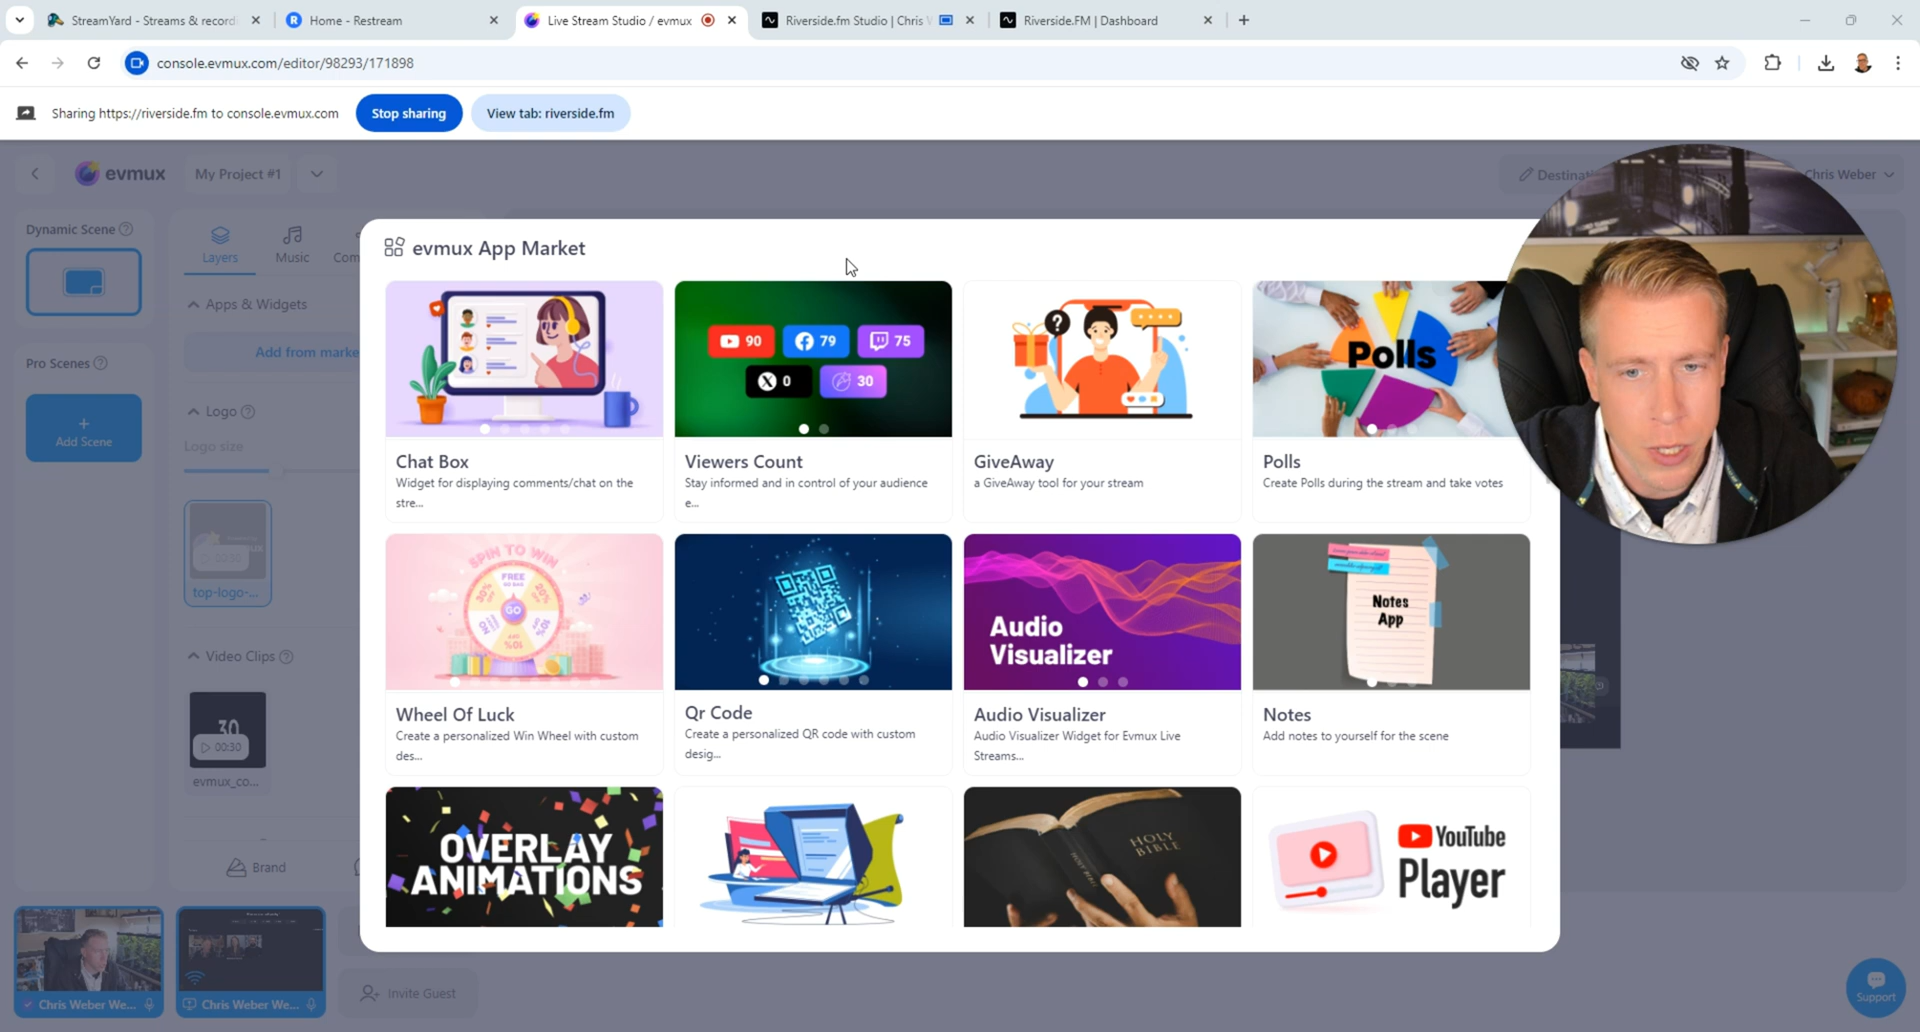 StreamYard - Streams & record
Home - Restream
Live Stream Studio / evmux
Riverside.fm Studio | Chris W
Riverside.FM | Dashboard
console.evmux.com/editor/98293/171898
Sharing https://riverside.fm to console.evmux.com
Stop sharing
View tab: riverside.fm
evmux
My Project #1
Destinati
Chris Weber
Dynamic Scene
Layers
Music
Com
Apps & Widgets
Add from marke
Pro Scenes
+
Add Scene
Logo
Logo size
top-logo-...
Video Clips
30
00:30
evmux_co...
Brand
Chris Weber We...
Chris Weber We...
Invite Guest
Support
evmux App Market
90
79
75
X 0
30
?
Polls
Chat Box
Widget for displaying comments/chat on the
stre...
Viewers Count
Stay informed and in control of your audience
e...
GiveAway
a GiveAway tool for your stream
Polls
Create Polls during the stream and take votes
SPIN TO WIN
FREE
GO
Audio
Visualizer
Notes
App
Wheel Of Luck
Create a personalized Win Wheel with custom
des...
Qr Code
Create a personalized QR code with custom
desig...
Audio Visualizer
Audio Visualizer Widget for Evmux Live
Streams...
Notes
Add notes to yourself for the scene
OVERLAY
ANIMATIONS
HOLY
BIBLE
YouTube
Player